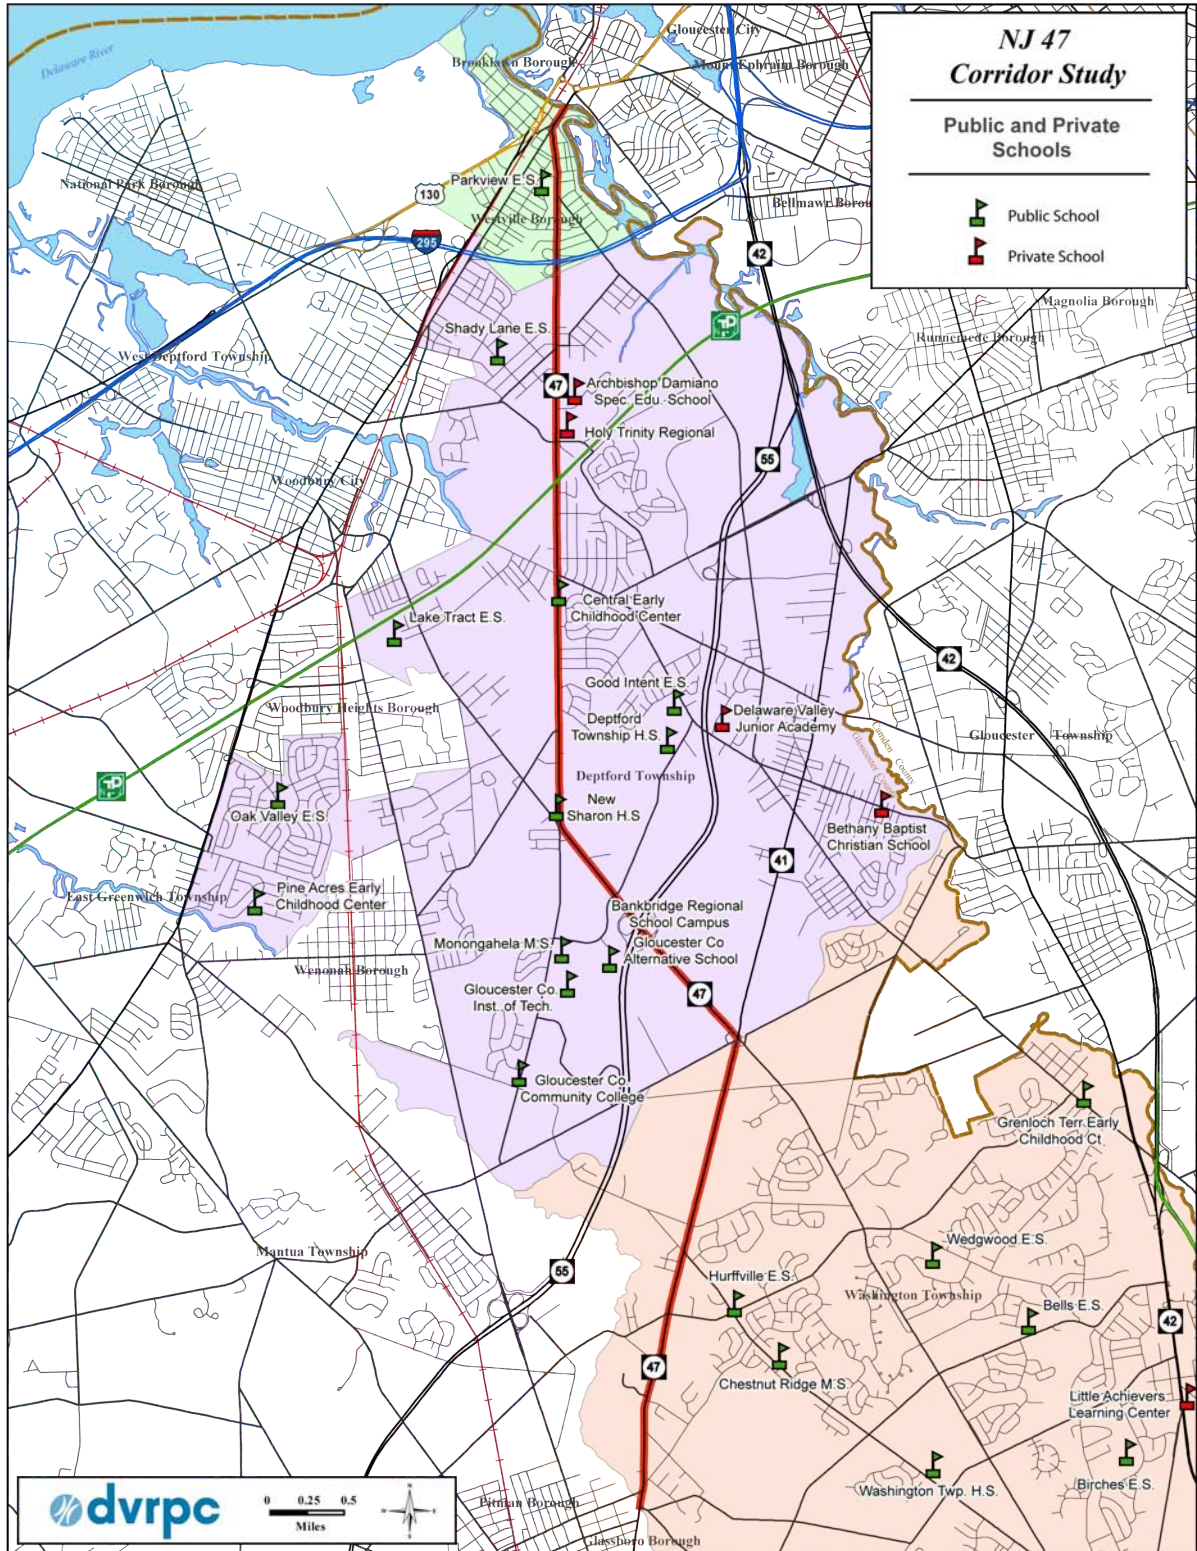 NJ 47
Corridor Study
Public and Private
Schools
Public School
Private School
Delaware River
Gloucester City
Brooklawn Borough
Mount Ephraim Borough
National Park Borough
Parkview E.S.
130
Westville Borough
Bellmawr Borou
295
42
Magnolia Borough
Runnemede Borough
Shady Lane E.S.
West Deptford Township
47
Archbishop Damiano
Spec. Edu. School
Holy Trinity Regional
55
Woodbury City
Central Early
Childhood Center
Lake Tract E.S.
42
Good Intent E.S.
Woodbury Heights Borough
Deptford
Township H.S.
Delaware Valley
Junior Academy
Camden County
Gloucester County
Gloucester Township
Deptford Township
New
Sharon H.S
Oak Valley E.S.
Bethany Baptist
Christian School
41
East Greenwich Township
Pine Acres Early
Childhood Center
Bankbridge Regional
School Campus
Monongahela M.S.
Gloucester Co
Alternative School
Wenonah Borough
Gloucester Co.
Inst. of Tech.
47
Gloucester Co.
Community College
Grenloch Terr Early
Childhood Ct
Wedgwood E.S.
Mantua Township
55
Hurffville E.S.
Washington Township
Bells E.S.
42
47
Chestnut Ridge M.S.
Little Achievers
Learning Center
Washington Twp. H.S.
Birches E.S.
Pitman Borough
Glassboro Borough
dvrpc
0 0.25 0.5
Miles